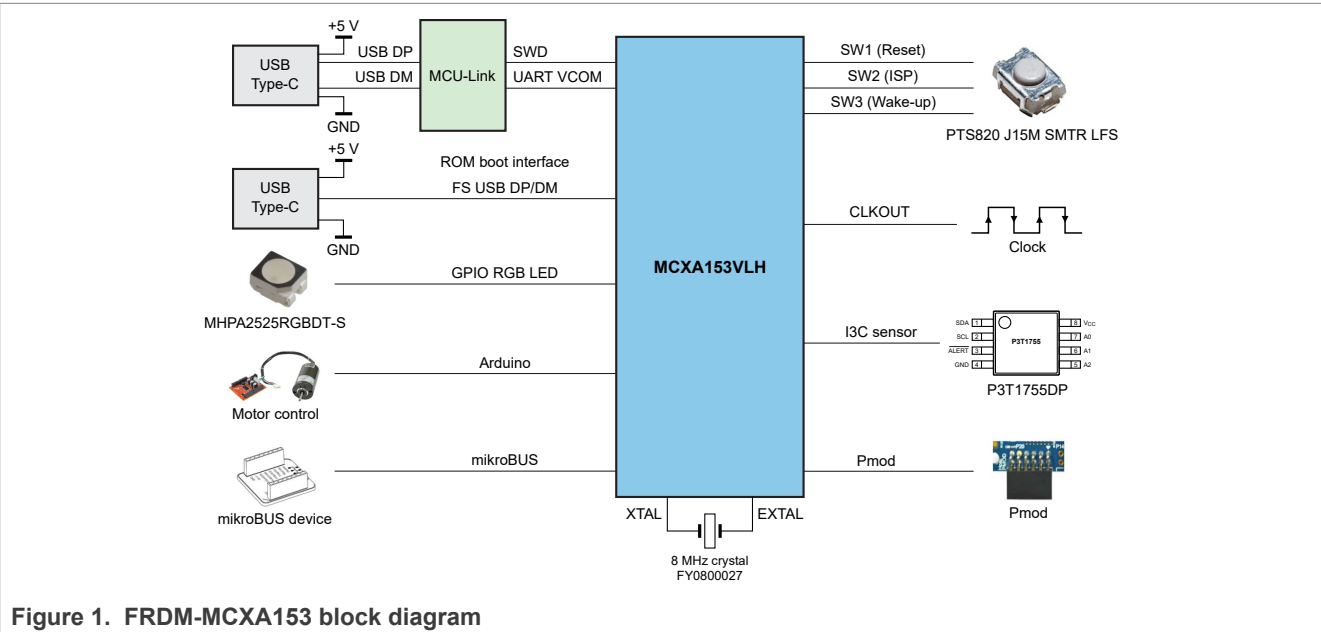 +5 V
USB
Type-C
USB DP
USB DM
GND
MCU-Link
SWD
UART VCOM
+5 V
USB
Type-C
GND
ROM boot interface
FS USB DP/DM
MHPA2525RGBDT-S
GPIO RGB LED
Motor control
Arduino
mikroBUS device
mikroBUS
MCXA153VLH
XTAL
EXTAL
8 MHz crystal
FY0800027
SW1 (Reset)
SW2 (ISP)
SW3 (Wake-up)
PTS820 J15M SMTR LFS
CLKOUT
Clock
I3C sensor
SDA 1
SCL 2
ALERT 3
GND 4
P3T1755
8 VCC
7 A0
6 A1
5 A2
P3T1755DP
Pmod
Pmod
Figure 1. FRDM-MCXA153 block diagram